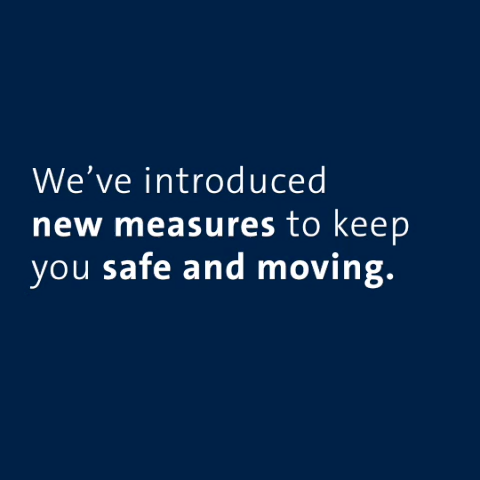 We’ve introduced
new measures to keep
you safe and moving.